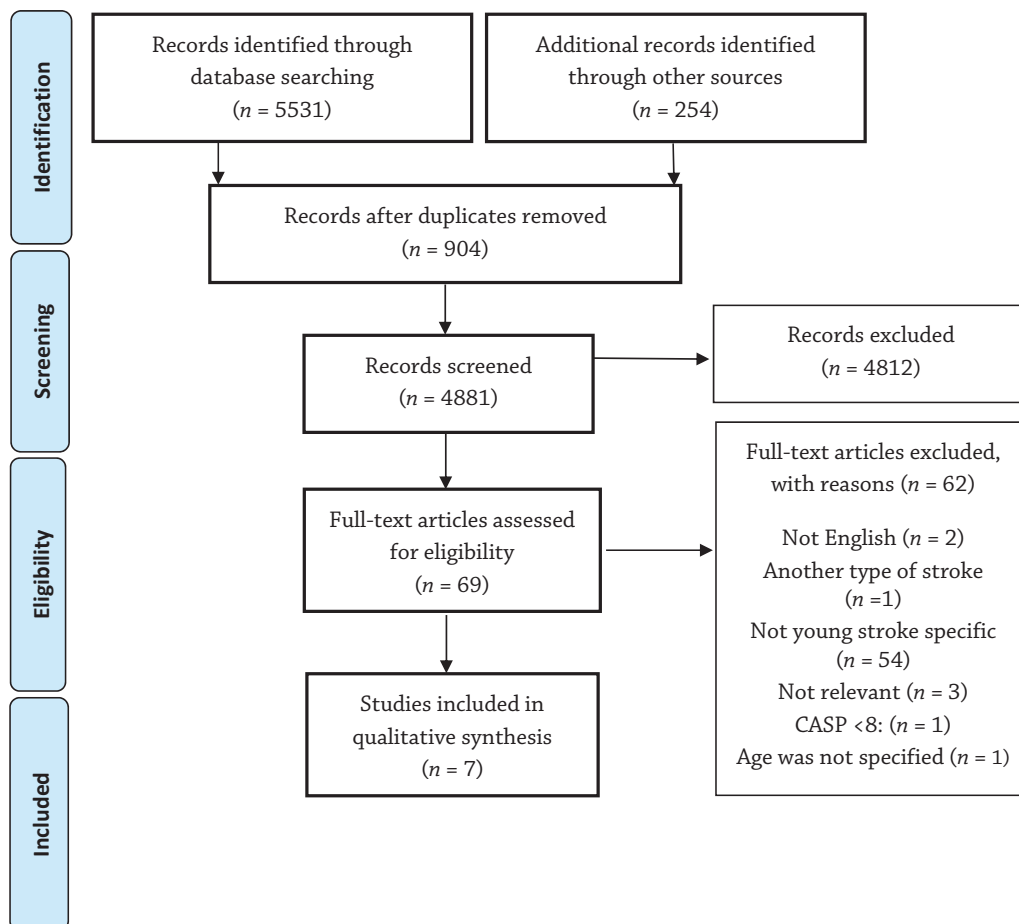 Identification
Records identified through
database searching
(n = 5531)
Additional records identified
through other sources
(n = 254)
Records after duplicates removed
(n = 904)
Screening
Records screened
(n = 4881)
Records excluded
(n = 4812)
Eligibility
Full-text articles assessed
for eligibility
(n = 69)
Full-text articles excluded,
with reasons (n = 62)
Not English (n = 2)
Another type of stroke
(n =1)
Not young stroke specific
(n = 54)
Not relevant (n = 3)
CASP <8: (n = 1)
Age was not specified (n = 1)
Included
Studies included in
qualitative synthesis
(n = 7)